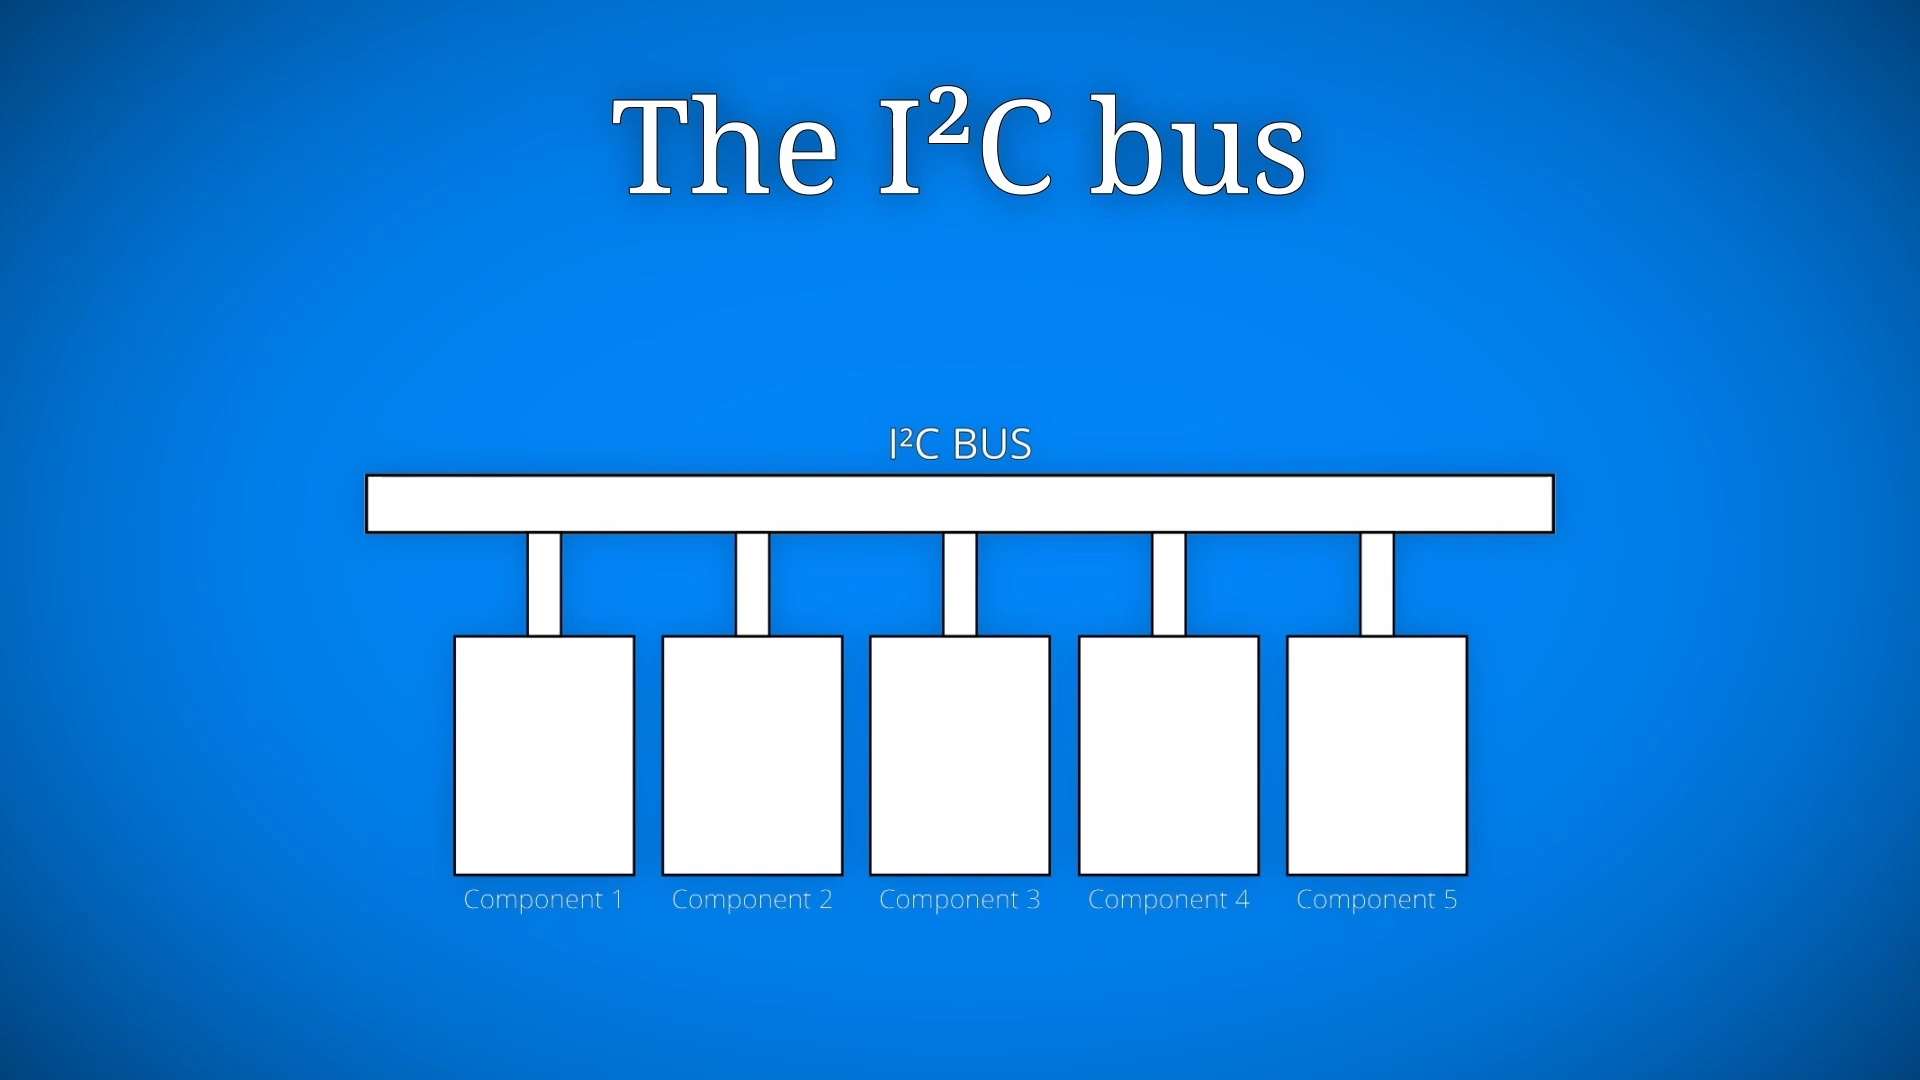 The I²C bus
I²C BUS
Component 1
Component 2
Component 3
Component 4
Component 5